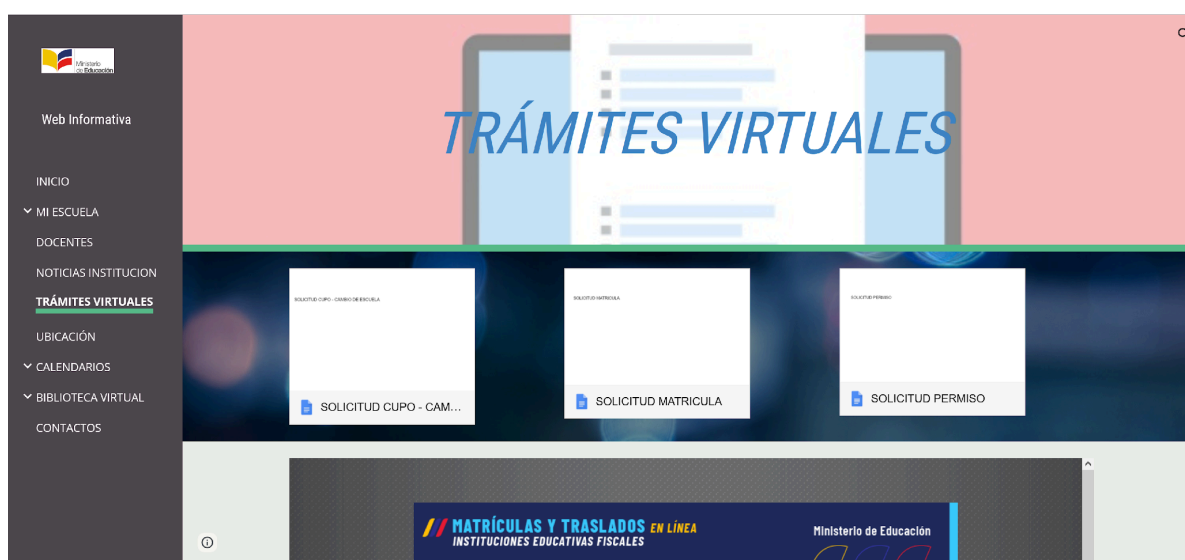 Ministerio
de Educación
Web Informativa
INICIO
MI ESCUELA
DOCENTES
NOTICIAS INSTITUCION
TRÁMITES VIRTUALES
UBICACIÓN
CALENDARIOS
BIBLIOTECA VIRTUAL
CONTACTOS
TRÁMITES VIRTUALES
SOLICITUD CUPO - CAMBIO DE ESCUELA
SOLICITUD CUPO - CAM...
SOLICITUD MATRICULA
SOLICITUD MATRICULA
SOLICITUD PERMISO
SOLICITUD PERMISO
MATRÍCULAS Y TRASLADOS EN LÍNEA
INSTITUCIONES EDUCATIVAS FISCALES
Ministerio de Educación